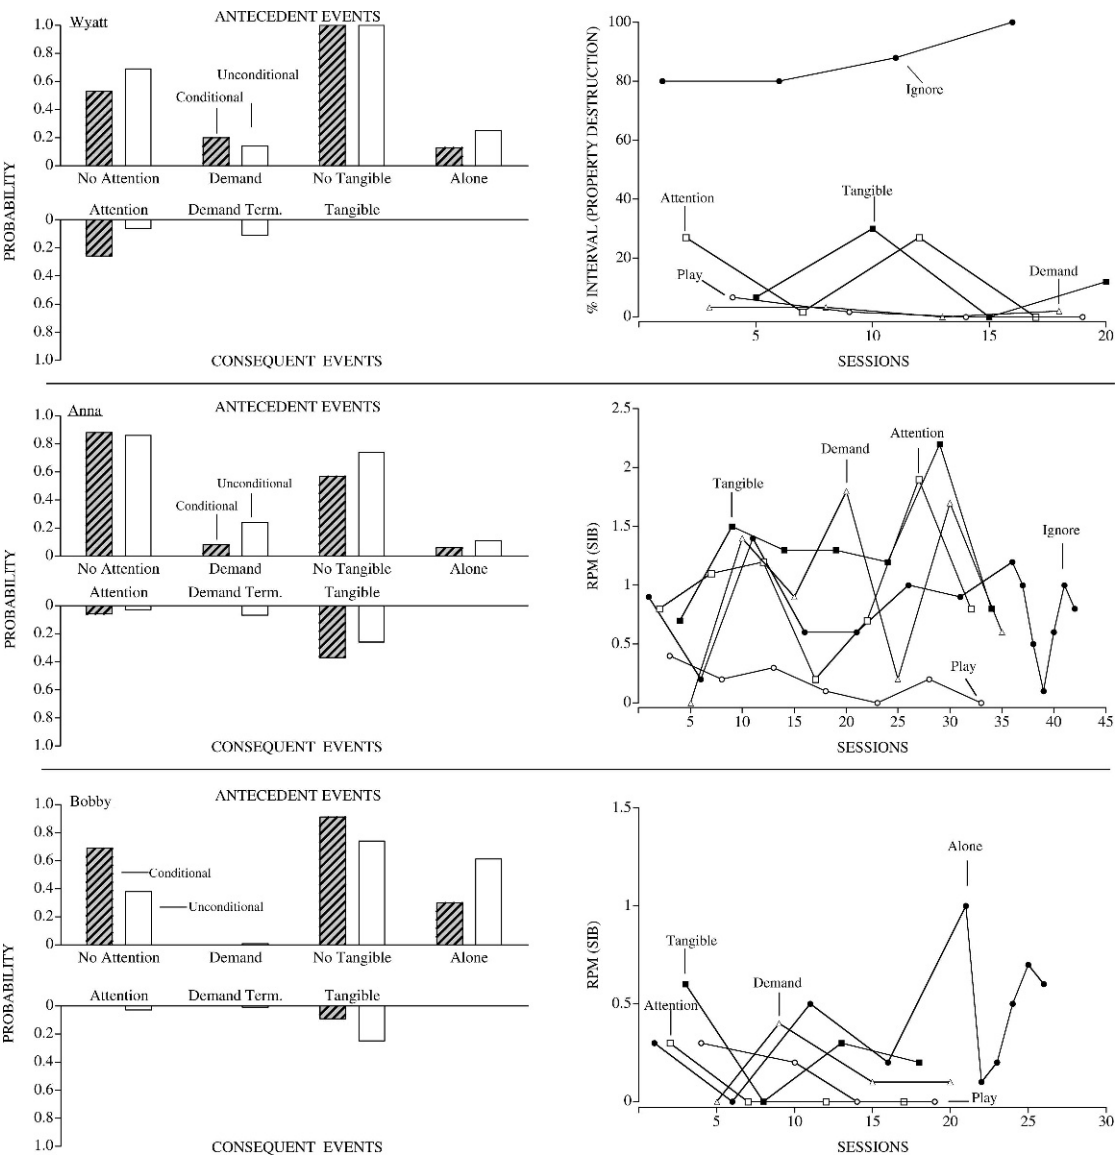 Wyatt
ANTECEDENT EVENTS
1.0
0.8
0.6
0.4
0.2
0
Unconditional
Conditional
No Attention Demand No Tangible Alone
PROBABILITY
Attention Demand Term. Tangible
0
0.2
0.4
0.6
0.8
1.0
CONSEQUENT EVENTS
% INTERVAL (PROPERTY DESTRUCTION)
100
80
60
40
20
0
Ignore
Tangible
Attention
Play
Demand
5 10 15 20
SESSIONS
Anna
ANTECEDENT EVENTS
1.0
0.8
0.6
0.4
0.2
0
Unconditional
Conditional
No Attention Demand No Tangible Alone
PROBABILITY
Attention Demand Term. Tangible
0
0.2
0.4
0.6
0.8
1.0
CONSEQUENT EVENTS
RPM (SIB)
2.5
2
1.5
1
0.5
0
Attention
Demand
Tangible
Ignore
Play
5 10 15 20 25 30 35 40 45
SESSIONS
Bobby
ANTECEDENT EVENTS
1.0
0.8
0.6
0.4
0.2
0
Conditional
Unconditional
No Attention Demand No Tangible Alone
PROBABILITY
Attention Demand Term. Tangible
0
0.2
0.4
0.6
0.8
1.0
CONSEQUENT EVENTS
RPM (SIB)
1.5
1
0.5
0
Alone
Tangible
Demand
Attention
Play
5 10 15 20 25 30
SESSIONS